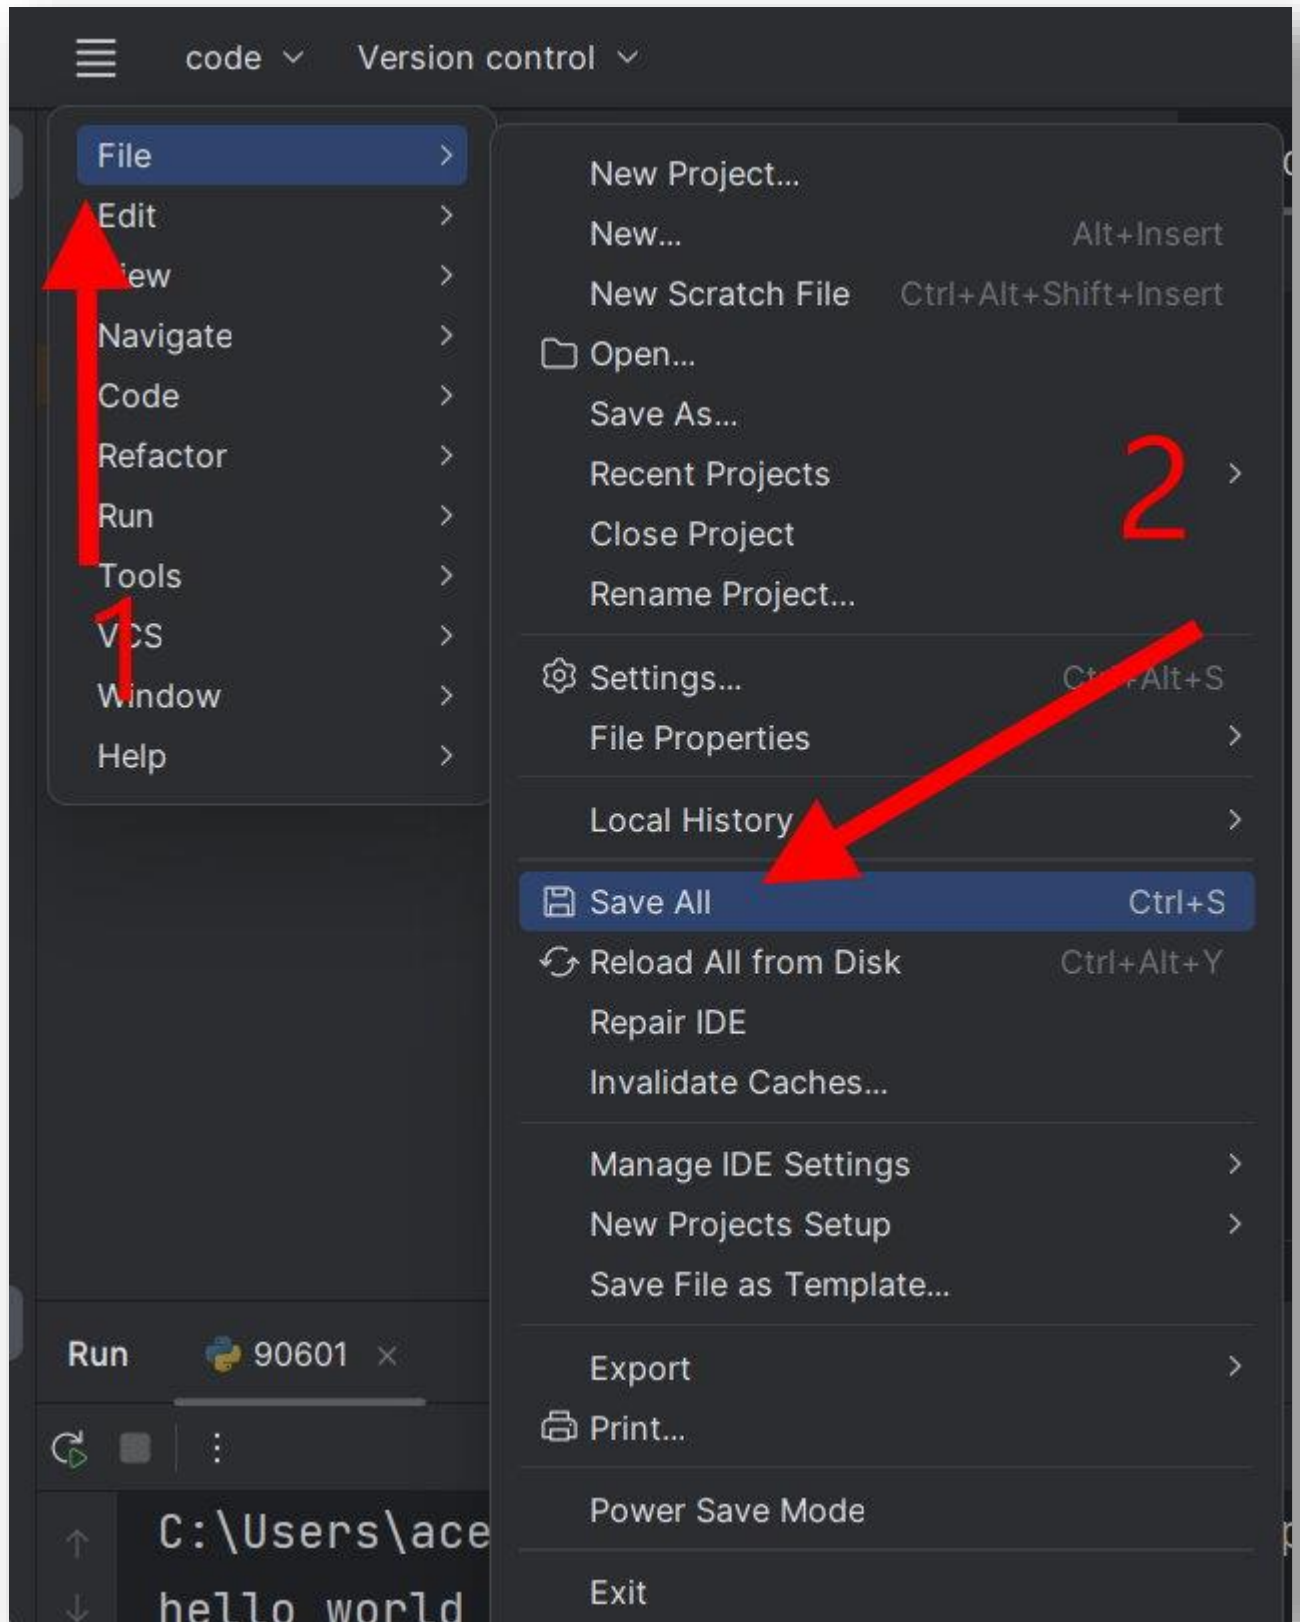 code Version control
File
Edit
View
Navigate
Code
Refactor
Run
Tools
VCS
Window
Help
1
New Project...
New... Alt+Insert
New Scratch File Ctrl+Alt+Shift+Insert
Open...
Save As...
Recent Projects
Close Project
Rename Project...
2
Settings... Ctrl+Alt+S
File Properties
Local History
Save All Ctrl+S
Reload All from Disk Ctrl+Alt+Y
Repair IDE
Invalidate Caches...
Manage IDE Settings
New Projects Setup
Save File as Template...
Export
Print...
Power Save Mode
Exit
Run 90601
C:\Users\ace
hello world